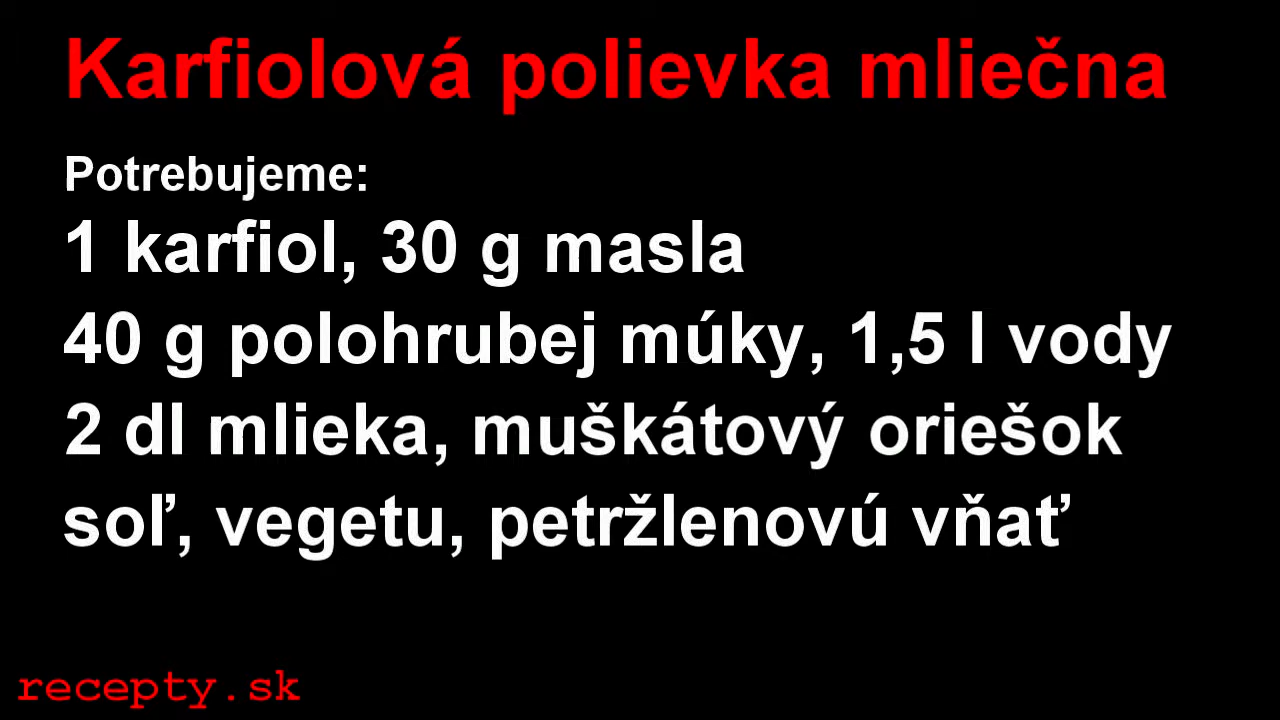 Karfiolová polievka mliečna
Potrebujeme:
1 karfiol, 30 g masla
40 g polohrubej múky, 1,5 l vody
2 dl mlieka, muškátový oriešok
soľ, vegetu, petržlenovú vňať
recepty.sk